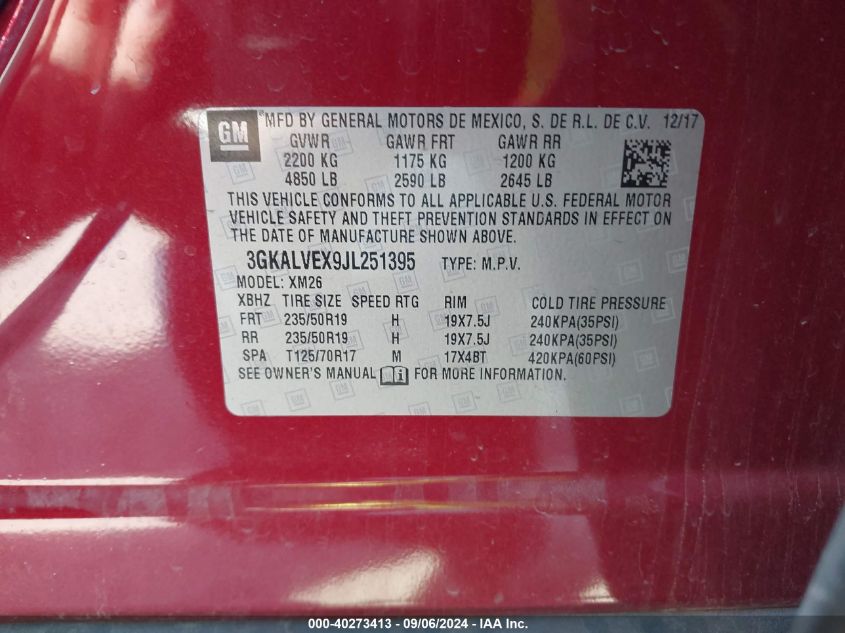 GM
MFD BY GENERAL MOTORS DE MEXICO, S. DE R.L. DE C.V. 12/17
GVWR GAWR FRT GAWR RR
2200 KG 1175 KG 1200 KG
4850 LB 2590 LB 2645 LB
THIS VEHICLE CONFORMS TO ALL APPLICABLE U.S. FEDERAL MOTOR
VEHICLE SAFETY AND THEFT PREVENTION STANDARDS IN EFFECT ON
THE DATE OF MANUFACTURE SHOWN ABOVE.
3GKALVEX9JL251395 TYPE: M.P.V.
MODEL: XM26
XBHZ TIRE SIZE SPEED RTG RIM COLD TIRE PRESSURE
FRT 235/50R19 H 19X7.5J 240KPA(35PSI)
RR 235/50R19 H 19X7.5J 240KPA(35PSI)
SPA T125/70R17 M 17X4BT 420KPA(60PSI)
SEE OWNER'S MANUAL i FOR MORE INFORMATION.
000-40273413 - 09/06/2024 - IAA Inc.